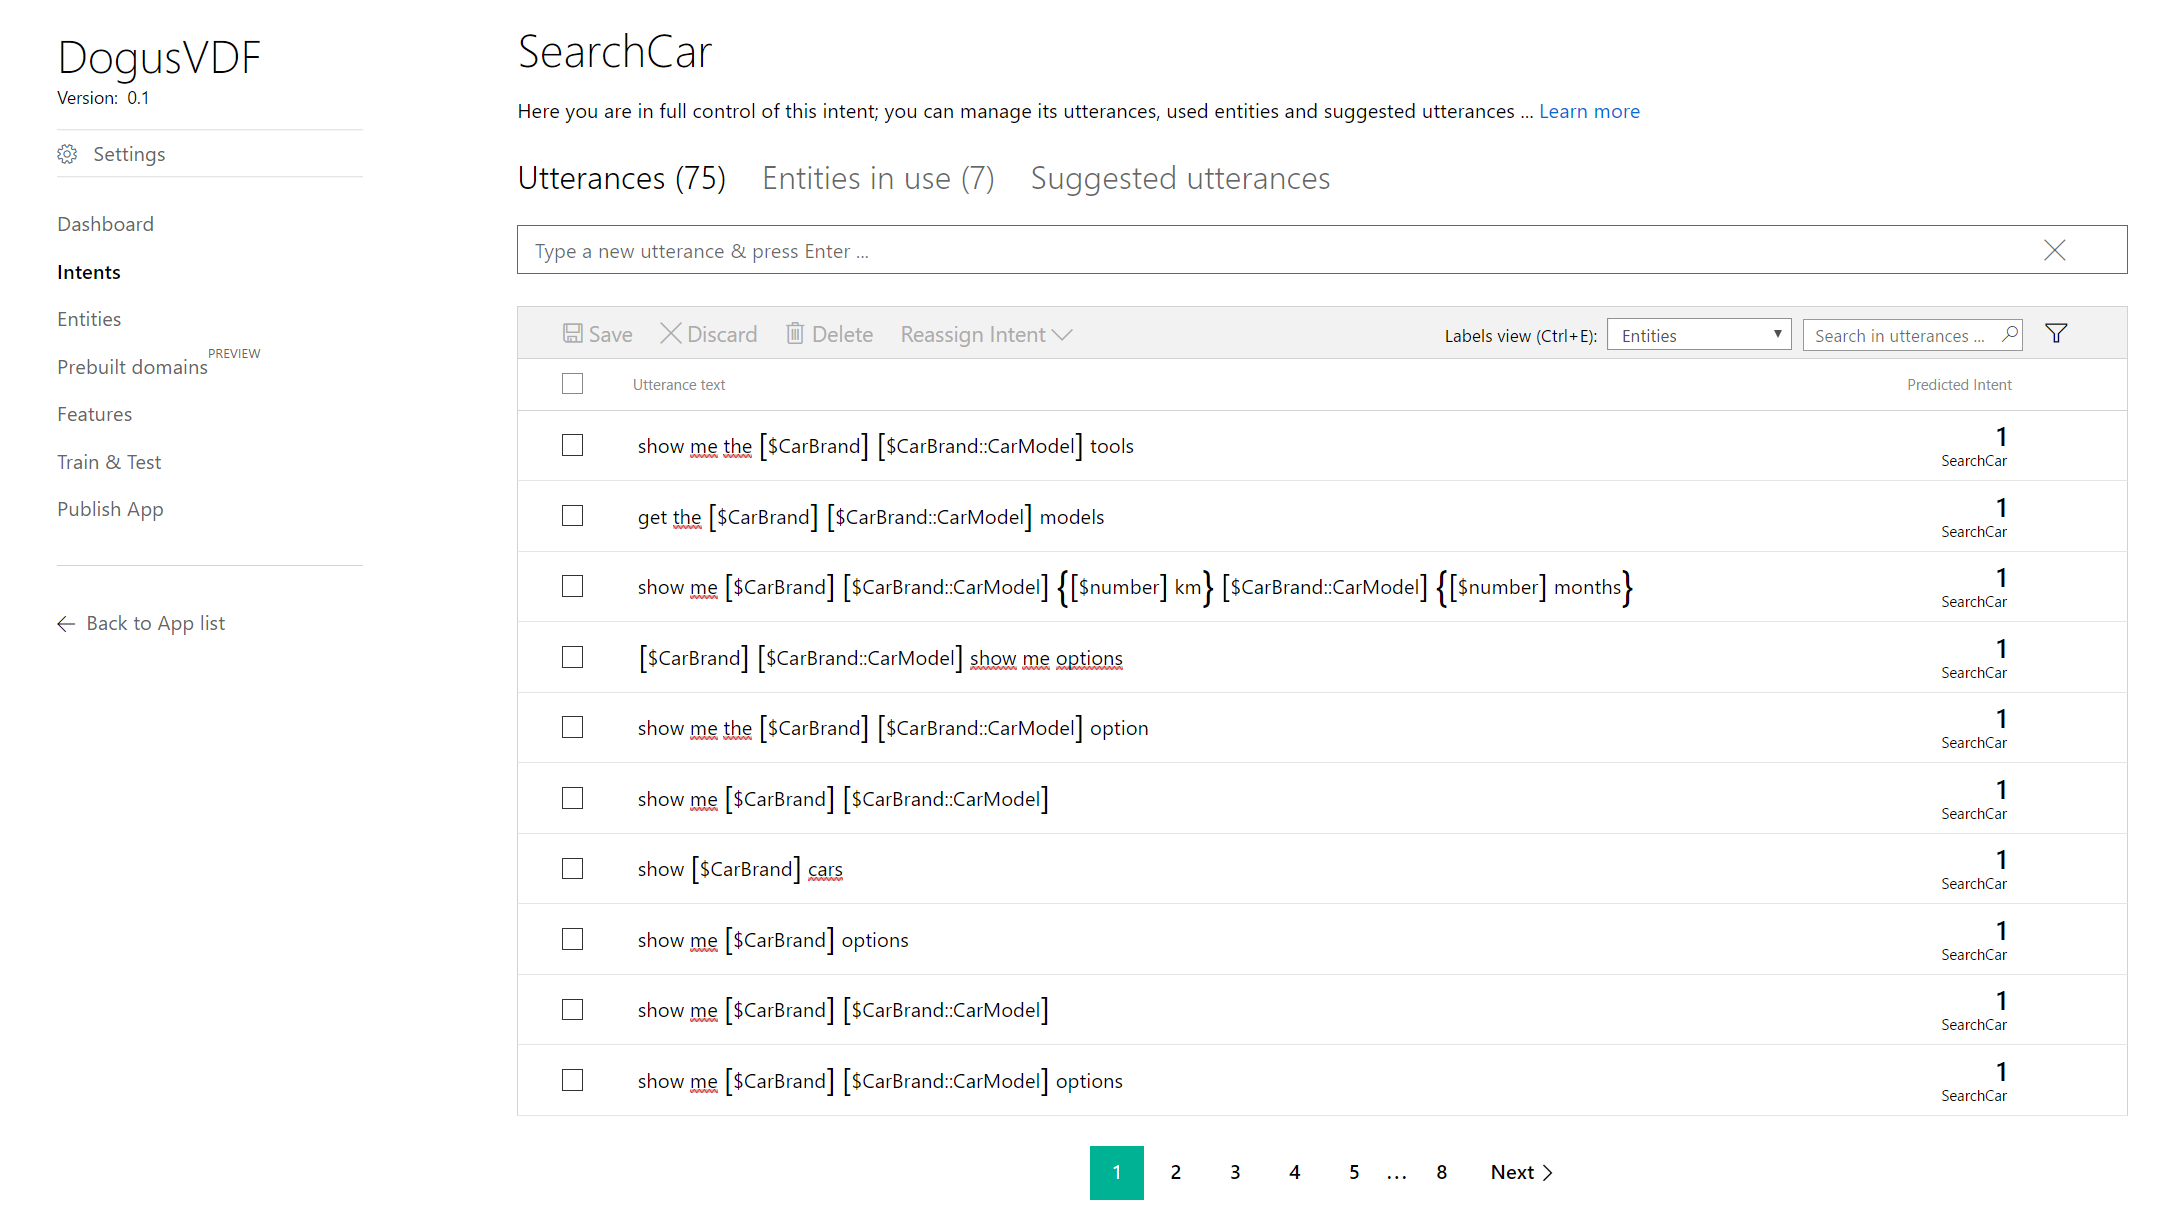 DogusVDF
Version: 0.1
Settings
Dashboard
Intents
Entities
Prebuilt domains PREVIEW
Features
Train & Test
Publish App
Back to App list
SearchCar
Here you are in full control of this intent; you can manage its utterances, used entities and suggested utterances ... Learn more
Utterances (75) Entities in use (7) Suggested utterances
Type a new utterance & press Enter ...
Save Discard Delete Reassign Intent Labels view (Ctrl+E): Entities Search in utterances ...
Utterance text Predicted Intent
show me the [$CarBrand] [$CarBrand::CarModel] tools 1
SearchCar
get the [$CarBrand] [$CarBrand::CarModel] models 1
SearchCar
show me [$CarBrand] [$CarBrand::CarModel] {[$number] km} [$CarBrand::CarModel] {[$number] months} 1
SearchCar
[$CarBrand] [$CarBrand::CarModel] show me options 1
SearchCar
show me the [$CarBrand] [$CarBrand::CarModel] option 1
SearchCar
show me [$CarBrand] [$CarBrand::CarModel] 1
SearchCar
show [$CarBrand] cars 1
SearchCar
show me [$CarBrand] options 1
SearchCar
show me [$CarBrand] [$CarBrand::CarModel] 1
SearchCar
show me [$CarBrand] [$CarBrand::CarModel] options 1
SearchCar
1 2 3 4 5 ... 8 Next